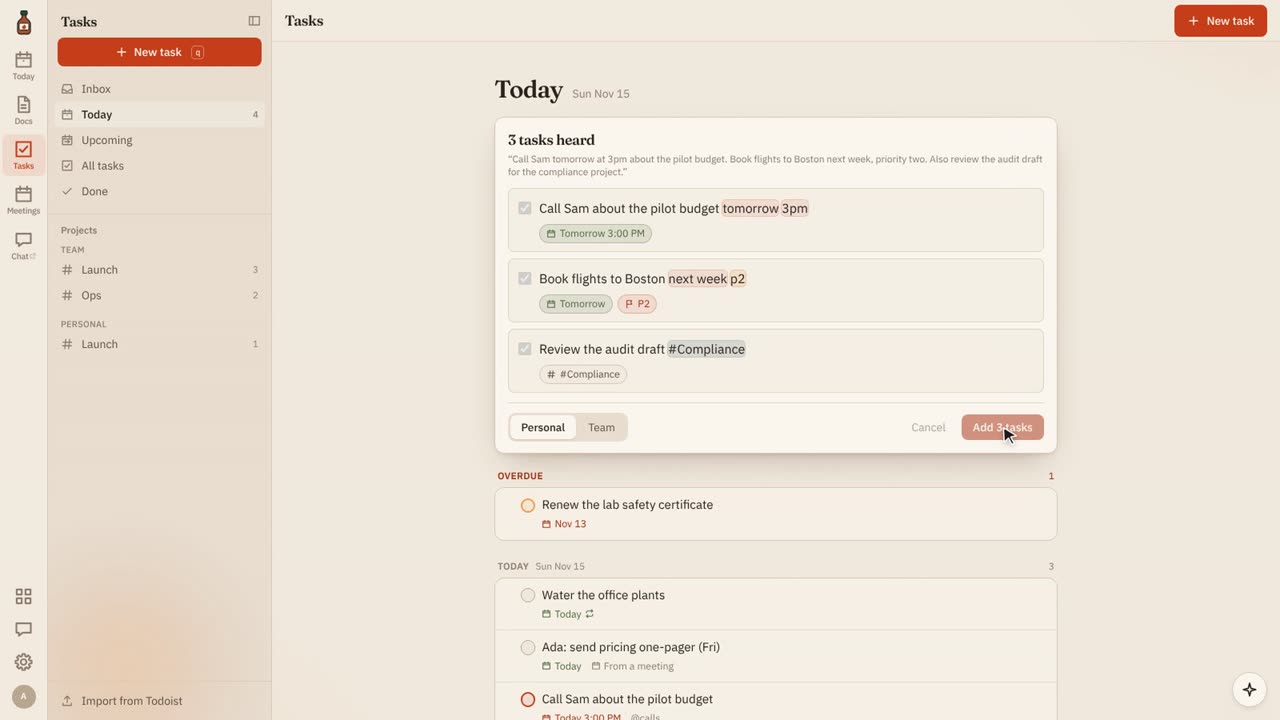 Tasks
New task q
Inbox
Today 4
Upcoming
All tasks
Done
Projects
TEAM
Launch 3
Ops 2
PERSONAL
Launch 1
Import from Todoist
Today
Docs
Tasks
Meetings
Chat
A
Tasks
New task
Today Sun Nov 15
3 tasks heard
“Call Sam tomorrow at 3pm about the pilot budget. Book flights to Boston next week, priority two. Also review the audit draft
for the compliance project.”
Call Sam about the pilot budget tomorrow 3pm
Tomorrow 3:00 PM
Book flights to Boston next week p2
Tomorrow P2
Review the audit draft #Compliance
# #Compliance
Personal Team Cancel Add 3 tasks
OVERDUE 1
Renew the lab safety certificate
Nov 13
TODAY Sun Nov 15 3
Water the office plants
Today
Ada: send pricing one-pager (Fri)
Today From a meeting
Call Sam about the pilot budget
Today 3:00 PM @calls